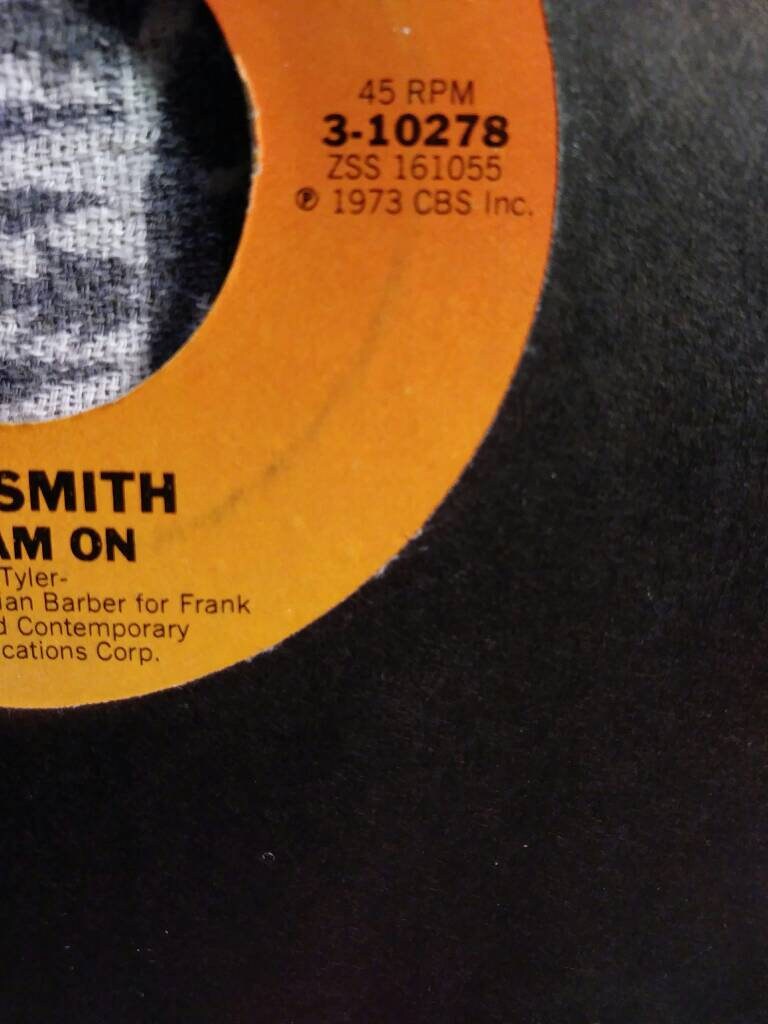 45 RPM
3-10278
ZSS 161055
℗ 1973 CBS Inc.
SMITH
AM ON
Tyler-
ian Barber for Frank
d Contemporary
cations Corp.